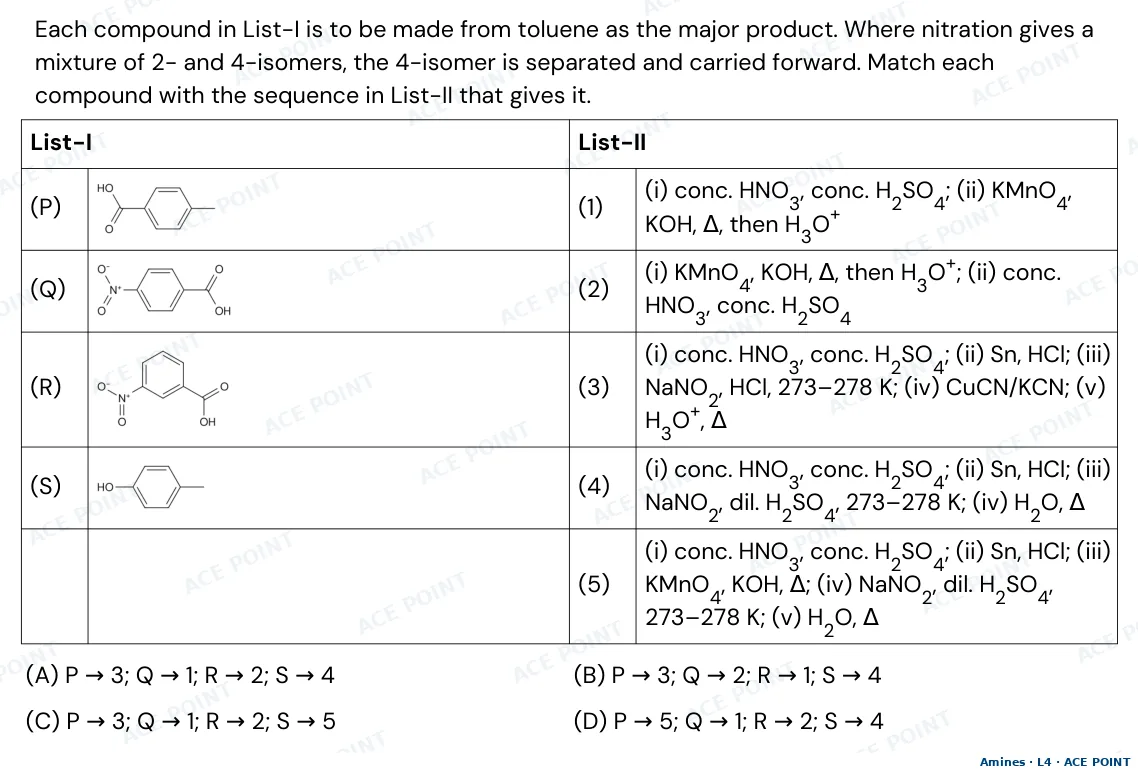 Each compound in List-I is to be made from toluene as the major product. Where nitration gives a
mixture of 2- and 4-isomers, the 4-isomer is separated and carried forward. Match each
compound with the sequence in List-II that gives it.
List-I
List-II
(P)
HO
O
(1)
(i) conc. HNO3, conc. H2SO4; (ii) KMnO4,
KOH, Δ, then H3O+
(Q)
O-
N+
O
O
OH
(2)
(i) KMnO4, KOH, Δ, then H3O+; (ii) conc.
HNO3, conc. H2SO4
(R)
O-
N+
O
O
OH
(3)
(i) conc. HNO3, conc. H2SO4; (ii) Sn, HCl; (iii)
NaNO2, HCl, 273–278 K; (iv) CuCN/KCN; (v)
H3O+, Δ
(S)
HO
(4)
(i) conc. HNO3, conc. H2SO4; (ii) Sn, HCl; (iii)
NaNO2, dil. H2SO4, 273–278 K; (iv) H2O, Δ
(5)
(i) conc. HNO3, conc. H2SO4; (ii) Sn, HCl; (iii)
KMnO4, KOH, Δ; (iv) NaNO2, dil. H2SO4,
273–278 K; (v) H2O, Δ
(A) P → 3; Q → 1; R → 2; S → 4
(B) P → 3; Q → 2; R → 1; S → 4
(C) P → 3; Q → 1; R → 2; S → 5
(D) P → 5; Q → 1; R → 2; S → 4
Amines · L4 · ACE POINT
ACE POINT